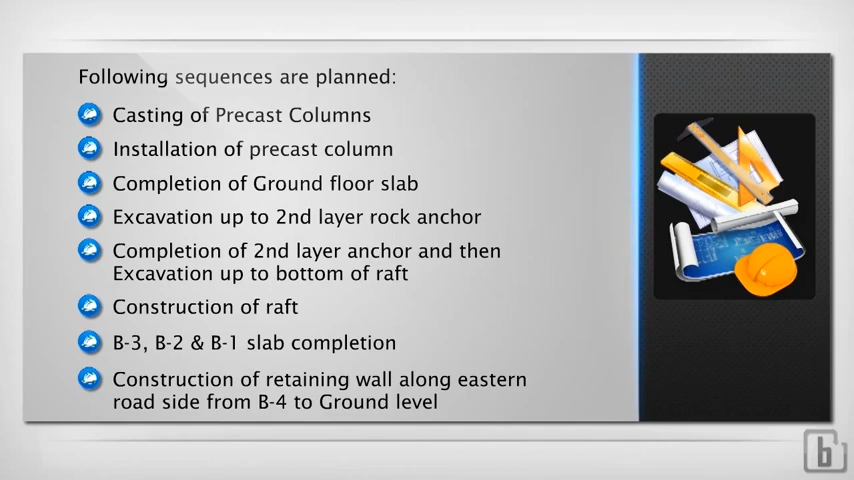 Following sequences are planned:
Casting of Precast Columns
Installation of precast column
Completion of Ground floor slab
Excavation up to 2nd layer rock anchor
Completion of 2nd layer anchor and then
Excavation up to bottom of raft
Construction of raft
B-3, B-2 & B-1 slab completion
Construction of retaining wall along eastern
road side from B-4 to Ground level
b